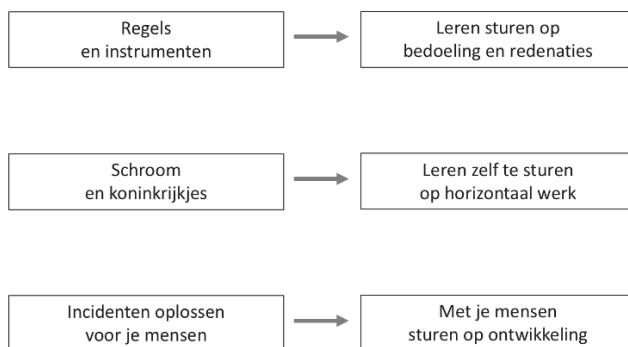 Regels
en instrumenten
Leren sturen op
bedoeling en redenaties
Schroom
en koninkrijkjes
Leren zelf te sturen
op horizontaal werk
Incidenten oplossen
voor je mensen
Met je mensen
sturen op ontwikkeling